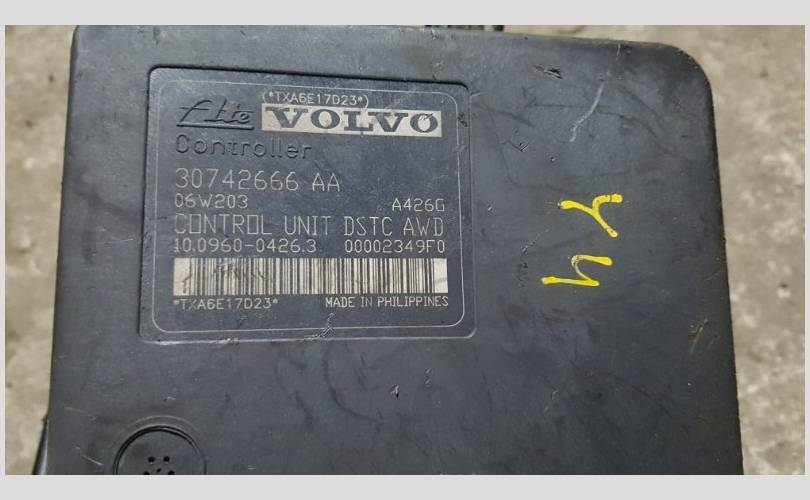 (*TXA6E17D23*)
Ate VOLVO
Controller
30742666 AA
06W203 A426G
CONTROL UNIT DSTC AWD
10.0960-0426.3 00002349F0
*TXA6E17D23* MADE IN PHILIPPINES